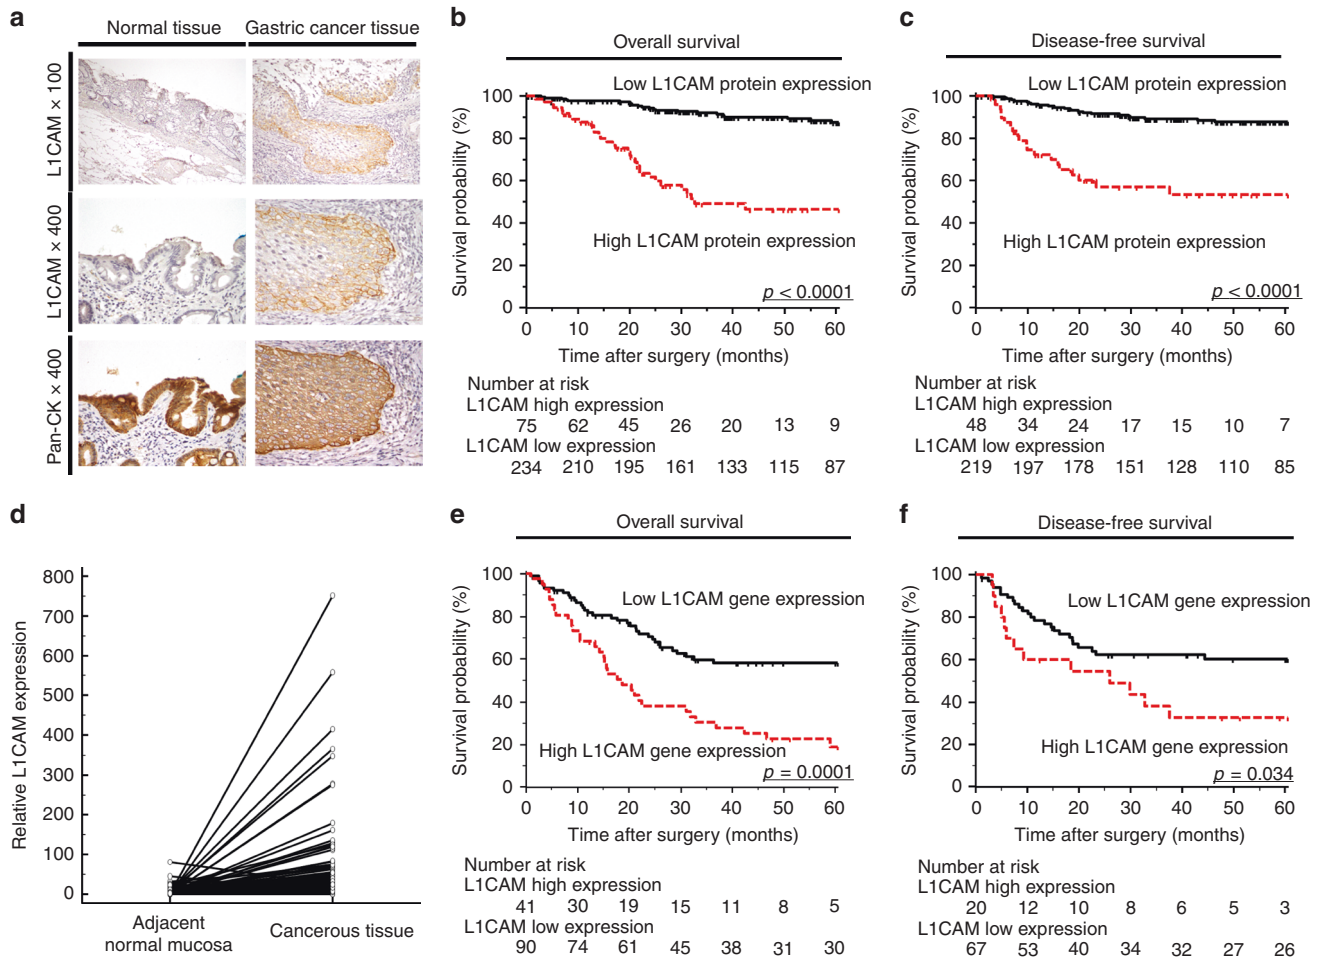 a
Normal tissue
Gastric cancer tissue
L1CAM × 100
L1CAM × 400
Pan-CK × 400
b
Overall survival
Low L1CAM protein expression
Survival probability (%)
100
80
60
40
20
0
High L1CAM protein expression
p < 0.0001
0 10 20 30 40 50 60
Time after surgery (months)
Number at risk
L1CAM high expression
75 62 45 26 20 13 9
L1CAM low expression
234 210 195 161 133 115 87
c
Disease-free survival
Low L1CAM protein expression
Survival probability (%)
100
80
60
40
20
0
High L1CAM protein expression
p < 0.0001
0 10 20 30 40 50 60
Time after surgery (months)
Number at risk
L1CAM high expression
48 34 24 17 15 10 7
L1CAM low expression
219 197 178 151 128 110 85
d
Relative L1CAM expression
800
700
600
500
400
300
200
100
0
Adjacent
normal mucosa
Cancerous tissue
e
Overall survival
Survival probability (%)
100
80
60
40
20
0
Low L1CAM gene expression
High L1CAM gene expression
p = 0.0001
0 10 20 30 40 50 60
Time after surgery (months)
Number at risk
L1CAM high expression
41 30 19 15 11 8 5
L1CAM low expression
90 74 61 45 38 31 30
f
Disease-free survival
Survival probability (%)
100
80
60
40
20
0
Low L1CAM gene expression
High L1CAM gene expression
p = 0.034
0 10 20 30 40 50 60
Time after surgery (months)
Number at risk
L1CAM high expression
20 12 10 8 6 5 3
L1CAM low expression
67 53 40 34 32 27 26